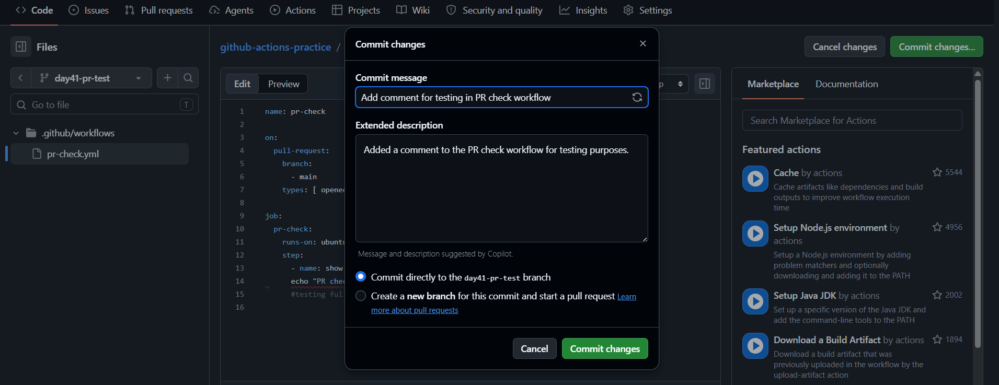 Code Issues Pull requests Agents Actions Projects Wiki Security and quality Insights Settings
Files
day41-pr-test
Go to file T
.github/workflows
pr-check.yml
github-actions-practice /
Cancel changes Commit changes...
Edit Preview
1 name: pr-check
2
3 on:
4 pull-request:
5 branch:
6 - main
7 types: [ opened
8
9 job:
10 pr-check:
11 runs-on: ubuntu
12 step:
13 - name: show
14 echo "PR chec
15 #testing full
16
Commit changes
Commit message
Add comment for testing in PR check workflow
Extended description
Added a comment to the PR check workflow for testing purposes.
Message and description suggested by Copilot.
Commit directly to the day41-pr-test branch
Create a new branch for this commit and start a pull request Learn
more about pull requests
Cancel Commit changes
Marketplace Documentation
Search Marketplace for Actions
Featured actions
Cache by actions 5544
Cache artifacts like dependencies and build
outputs to improve workflow execution
time
Setup Node.js environment by 4956
actions
Setup a Node.js environment by adding
problem matchers and optionally
downloading and adding it to the PATH
Setup Java JDK by actions 2002
Set up a specific version of the Java JDK and
add the command-line tools to the PATH
Download a Build Artifact by actions 1894
Download a build artifact that was
previously uploaded in the workflow by the
upload-artifact action